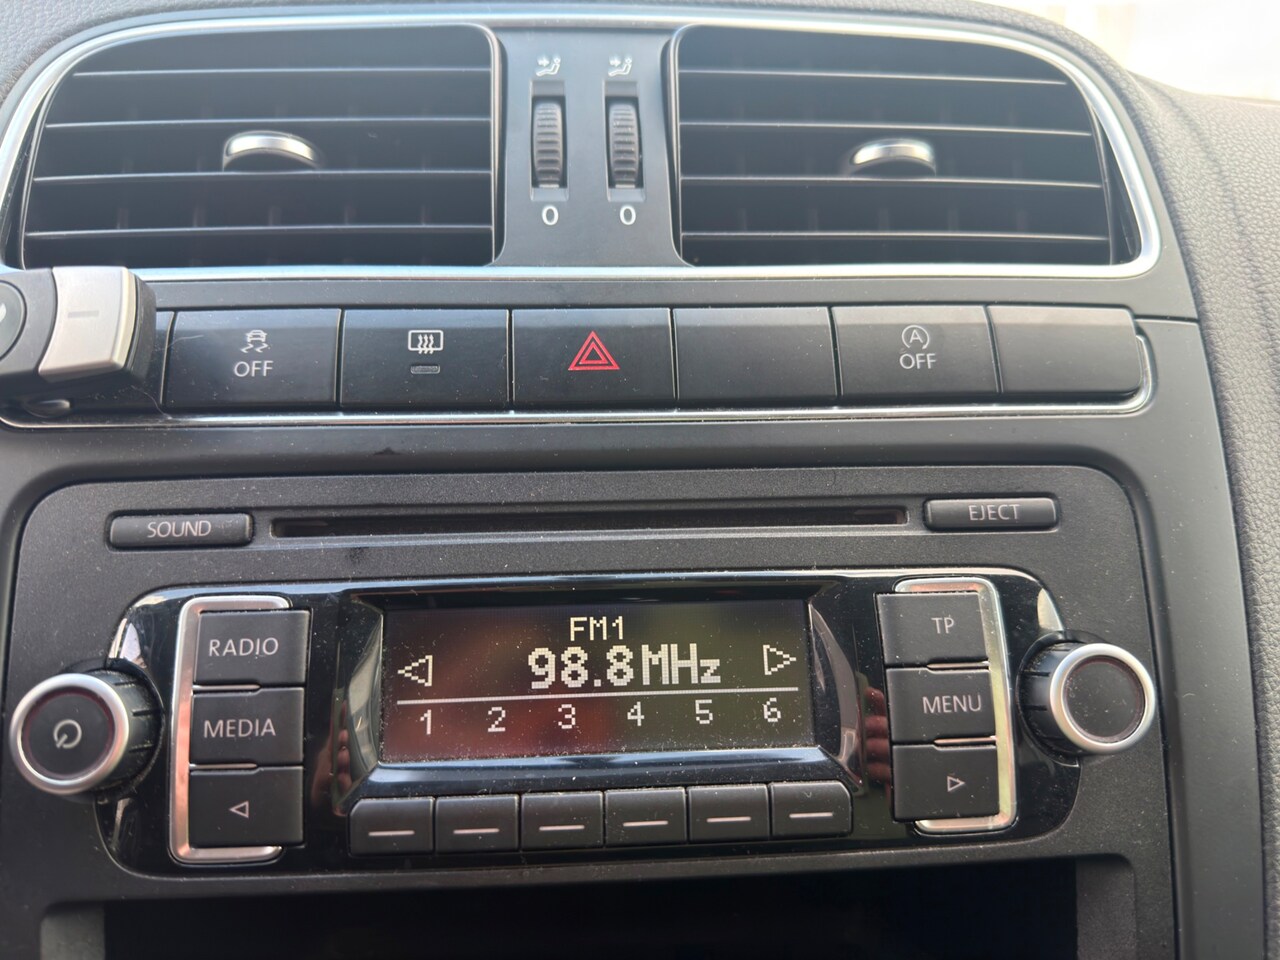 0 0
OFF
A
OFF
SOUND
EJECT
RADIO
FM1
TP
98.8MHz
MEDIA
1 2 3 4 5 6
MENU